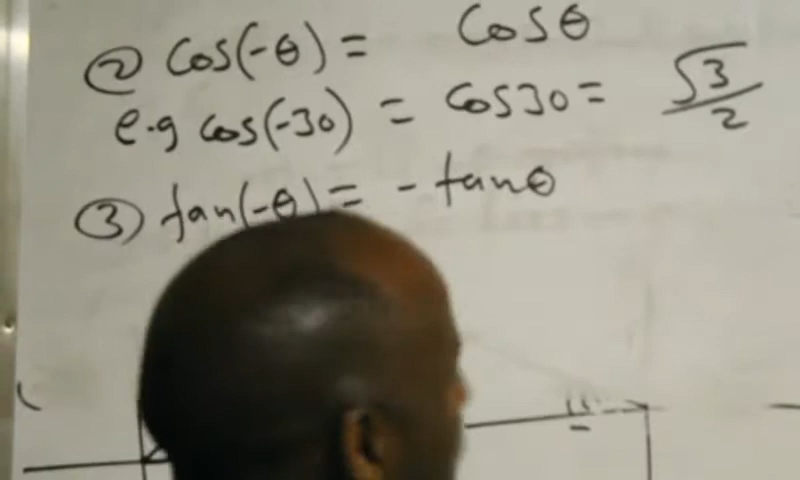 ② cos(-θ) = cosθ
e.g cos(-30) = cos30 = √3/2
③ tan(-θ) = - tanθ